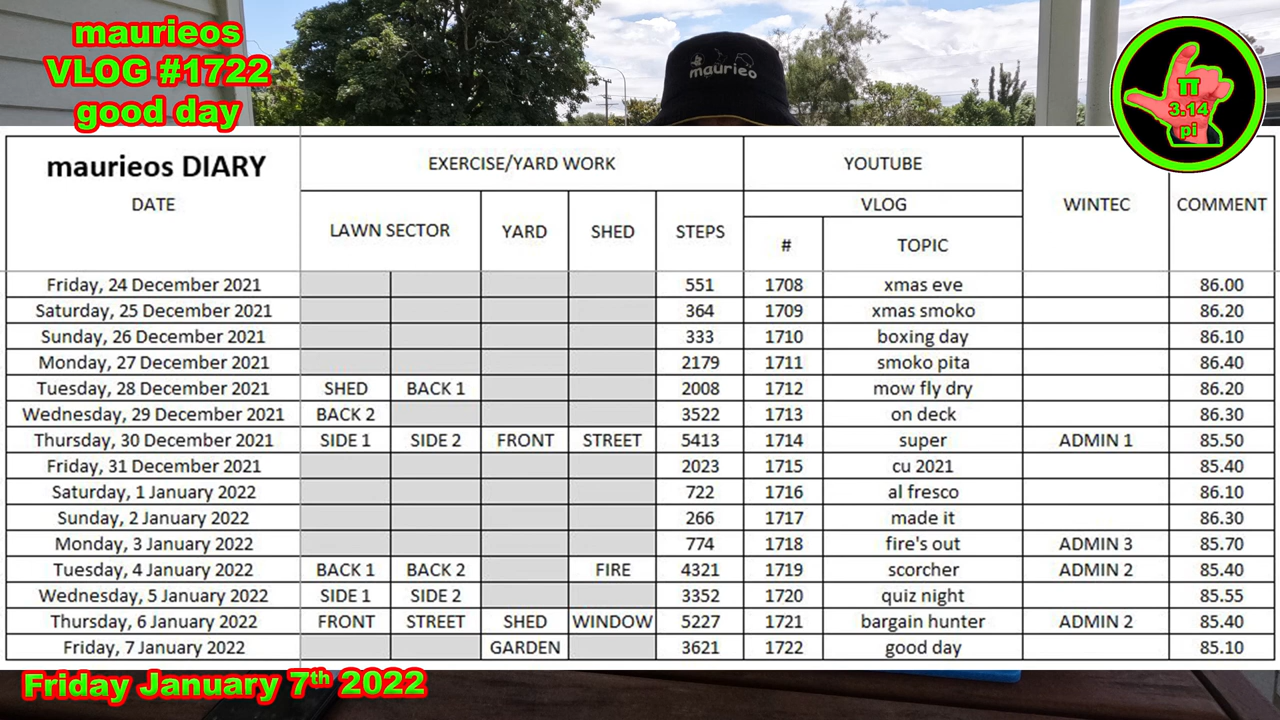 maurieos
VLOG #1722
good day
maurieo
π
3.14
pi
maurieos DIARY
DATE
EXERCISE/YARD WORK
YOUTUBE
WINTEC
COMMENT
LAWN SECTOR
YARD
SHED
STEPS
VLOG
#
TOPIC
Friday, 24 December 2021 551 1708 xmas eve 86.00
Saturday, 25 December 2021 364 1709 xmas smoko 86.20
Sunday, 26 December 2021 333 1710 boxing day 86.10
Monday, 27 December 2021 2179 1711 smoko pita 86.40
Tuesday, 28 December 2021 SHED BACK 1 2008 1712 mow fly dry 86.20
Wednesday, 29 December 2021 BACK 2 3522 1713 on deck 86.30
Thursday, 30 December 2021 SIDE 1 SIDE 2 FRONT STREET 5413 1714 super ADMIN 1 85.50
Friday, 31 December 2021 2023 1715 cu 2021 85.40
Saturday, 1 January 2022 722 1716 al fresco 86.10
Sunday, 2 January 2022 266 1717 made it 86.30
Monday, 3 January 2022 774 1718 fire's out ADMIN 3 85.70
Tuesday, 4 January 2022 BACK 1 BACK 2 FIRE 4321 1719 scorcher ADMIN 2 85.40
Wednesday, 5 January 2022 SIDE 1 SIDE 2 3352 1720 quiz night 85.55
Thursday, 6 January 2022 FRONT STREET SHED WINDOW 5227 1721 bargain hunter ADMIN 2 85.40
Friday, 7 January 2022 GARDEN 3621 1722 good day 85.10
Friday January 7th 2022